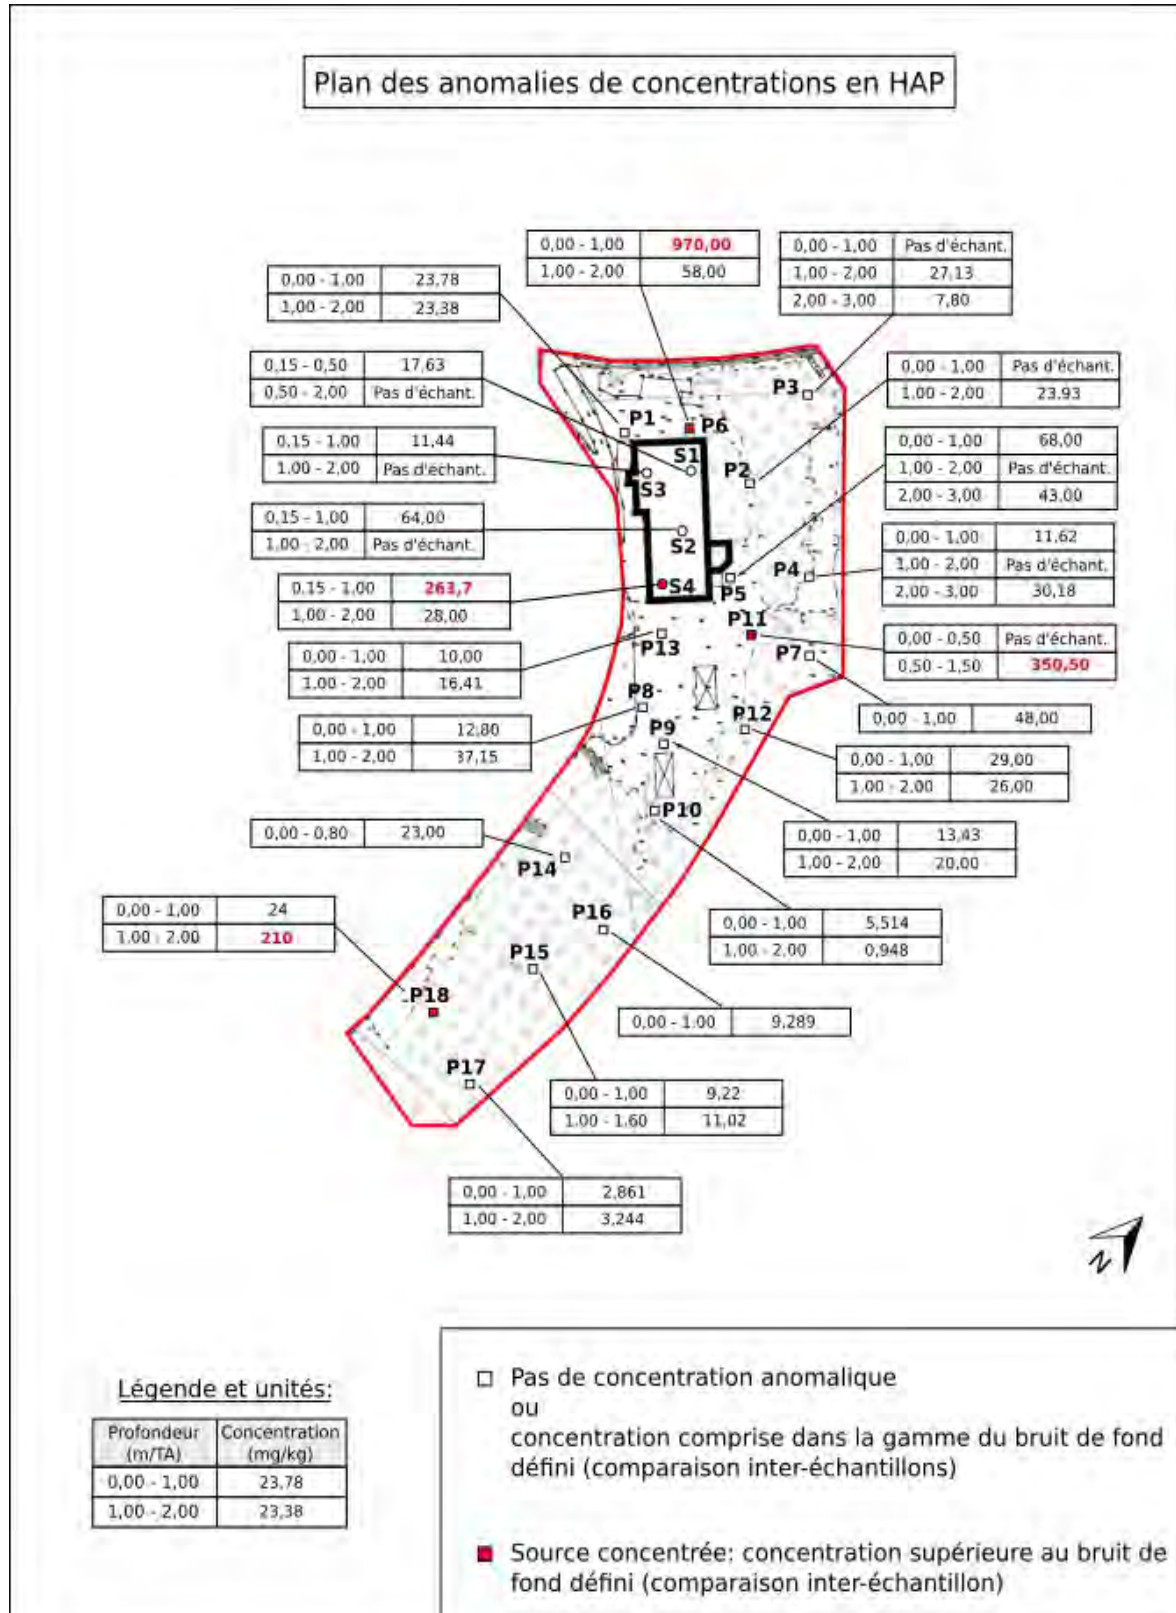 Plan des anomalies de concentrations en HAP
0,00 - 1,00 970,00
1,00 - 2,00 58,00
0,00 - 1,00 Pas d'échant.
1,00 - 2,00 27,13
2,00 - 3,00 7,80
0,00 - 1,00 23,78
1,00 - 2,00 23,38
0,15 - 0,50 17,63
0,50 - 2,00 Pas d'échant.
0,00 - 1,00 Pas d'échant.
1,00 - 2,00 23,93
0,15 - 1,00 11,44
1,00 - 2,00 Pas d'échant.
0,00 - 1,00 68,00
1,00 - 2,00 Pas d'échant.
2,00 - 3,00 43,00
0,15 - 1,00 64,00
1,00 - 2,00 Pas d'échant.
0,00 - 1,00 11,62
1,00 - 2,00 Pas d'échant.
2,00 - 3,00 30,18
0,15 - 1,00 263,7
1,00 - 2,00 28,00
0,00 - 0,50 Pas d'échant.
0,50 - 1,50 350,50
0,00 - 1,00 10,00
1,00 - 2,00 16,41
0,00 - 1,00 48,00
0,00 - 1,00 12,80
1,00 - 2,00 37,15
0,00 - 1,00 29,00
1,00 - 2,00 26,00
0,00 - 0,80 23,00
0,00 - 1,00 13,43
1,00 - 2,00 20,00
0,00 - 1,00 24
1,00 - 2,00 210
0,00 - 1,00 5,514
1,00 - 2,00 0,948
0,00 - 1,00 9,289
0,00 - 1,00 9,22
1,00 - 1,60 11,02
0,00 - 1,00 2,861
1,00 - 2,00 3,244
P3
P1
P6
S1
P2
S3
S2
P4
S4
P5
P11
P13
P7
P8
P12
P9
P10
P14
P16
P15
P18
P17
N
Légende et unités:
Profondeur (m/TA) Concentration (mg/kg)
0,00 - 1,00 23,78
1,00 - 2,00 23,38
Pas de concentration anomalique
ou
concentration comprise dans la gamme du bruit de fond
défini (comparaison inter-échantillons)
Source concentrée: concentration supérieure au bruit de
fond défini (comparaison inter-échantillon)